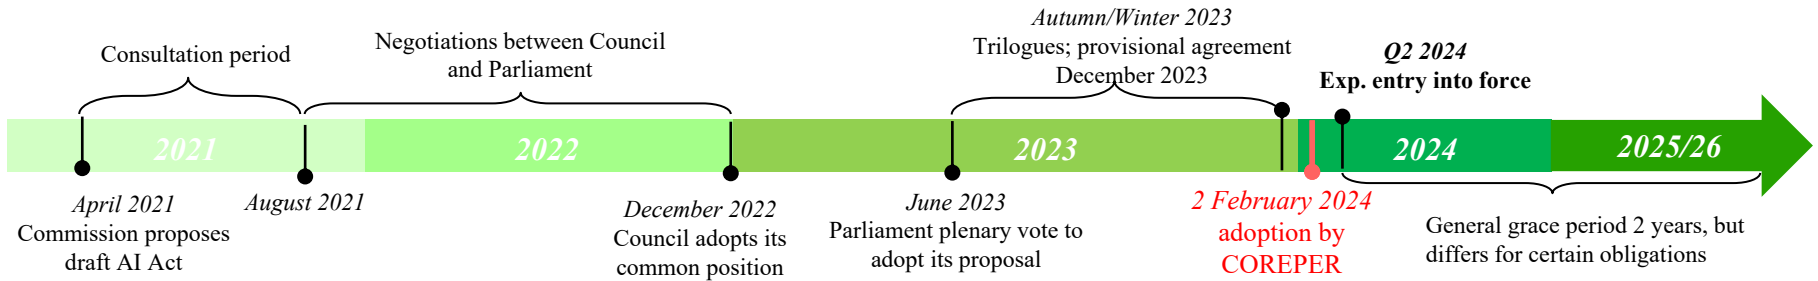 Consultation period
Negotiations between Council
and Parliament
Autumn/Winter 2023
Trilogues; provisional agreement
December 2023
Q2 2024
Exp. entry into force
2021
2022
2023
2024
2025/26
April 2021
Commission proposes
draft AI Act
August 2021
December 2022
Council adopts its
common position
June 2023
Parliament plenary vote to
adopt its proposal
2 February 2024
adoption by
COREPER
General grace period 2 years, but
differs for certain obligations